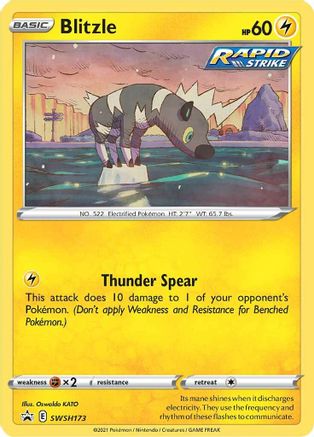 BASIC
Blitzle
HP 60
RAPID
STRIKE
NO. 522 Electrified Pokémon. HT: 2'7" WT: 65.7 lbs.
Thunder Spear
This attack does 10 damage to 1 of your opponent's
Pokémon. (Don't apply Weakness and Resistance for Benched
Pokémon.)
weakness ×2 resistance retreat
Illus. Oswaldo KATO
E SWSH173
Its mane shines when it discharges
electricity. They use the frequency and
rhythm of these flashes to communicate.
©2021 Pokémon / Nintendo / Creatures / GAME FREAK